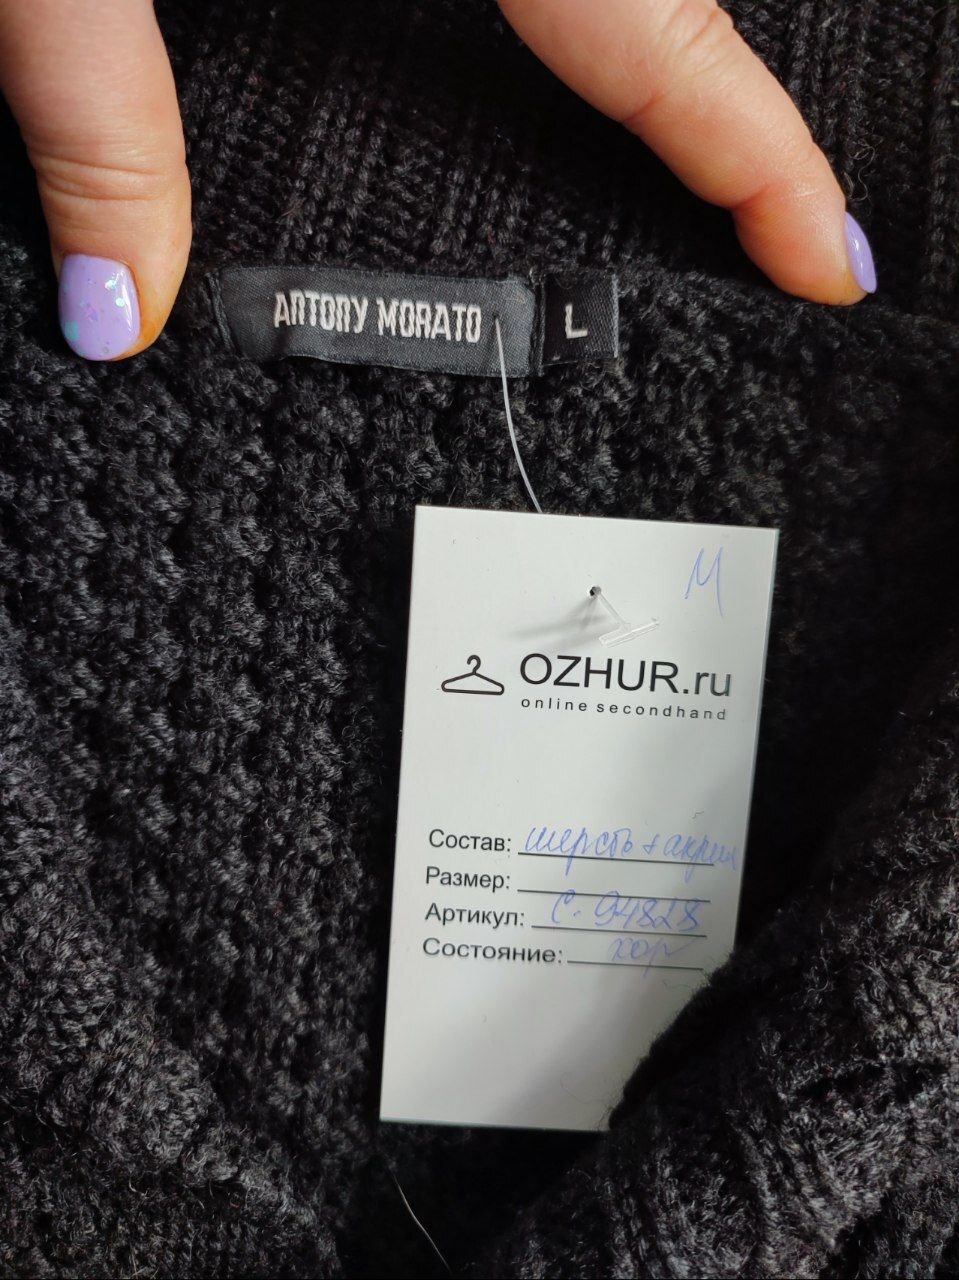 ANTONY MORATO
L
М
OZHUR.ru
online secondhand
Состав: шерсть + акрил
Размер:
Артикул: С-94828
Состояние: хор